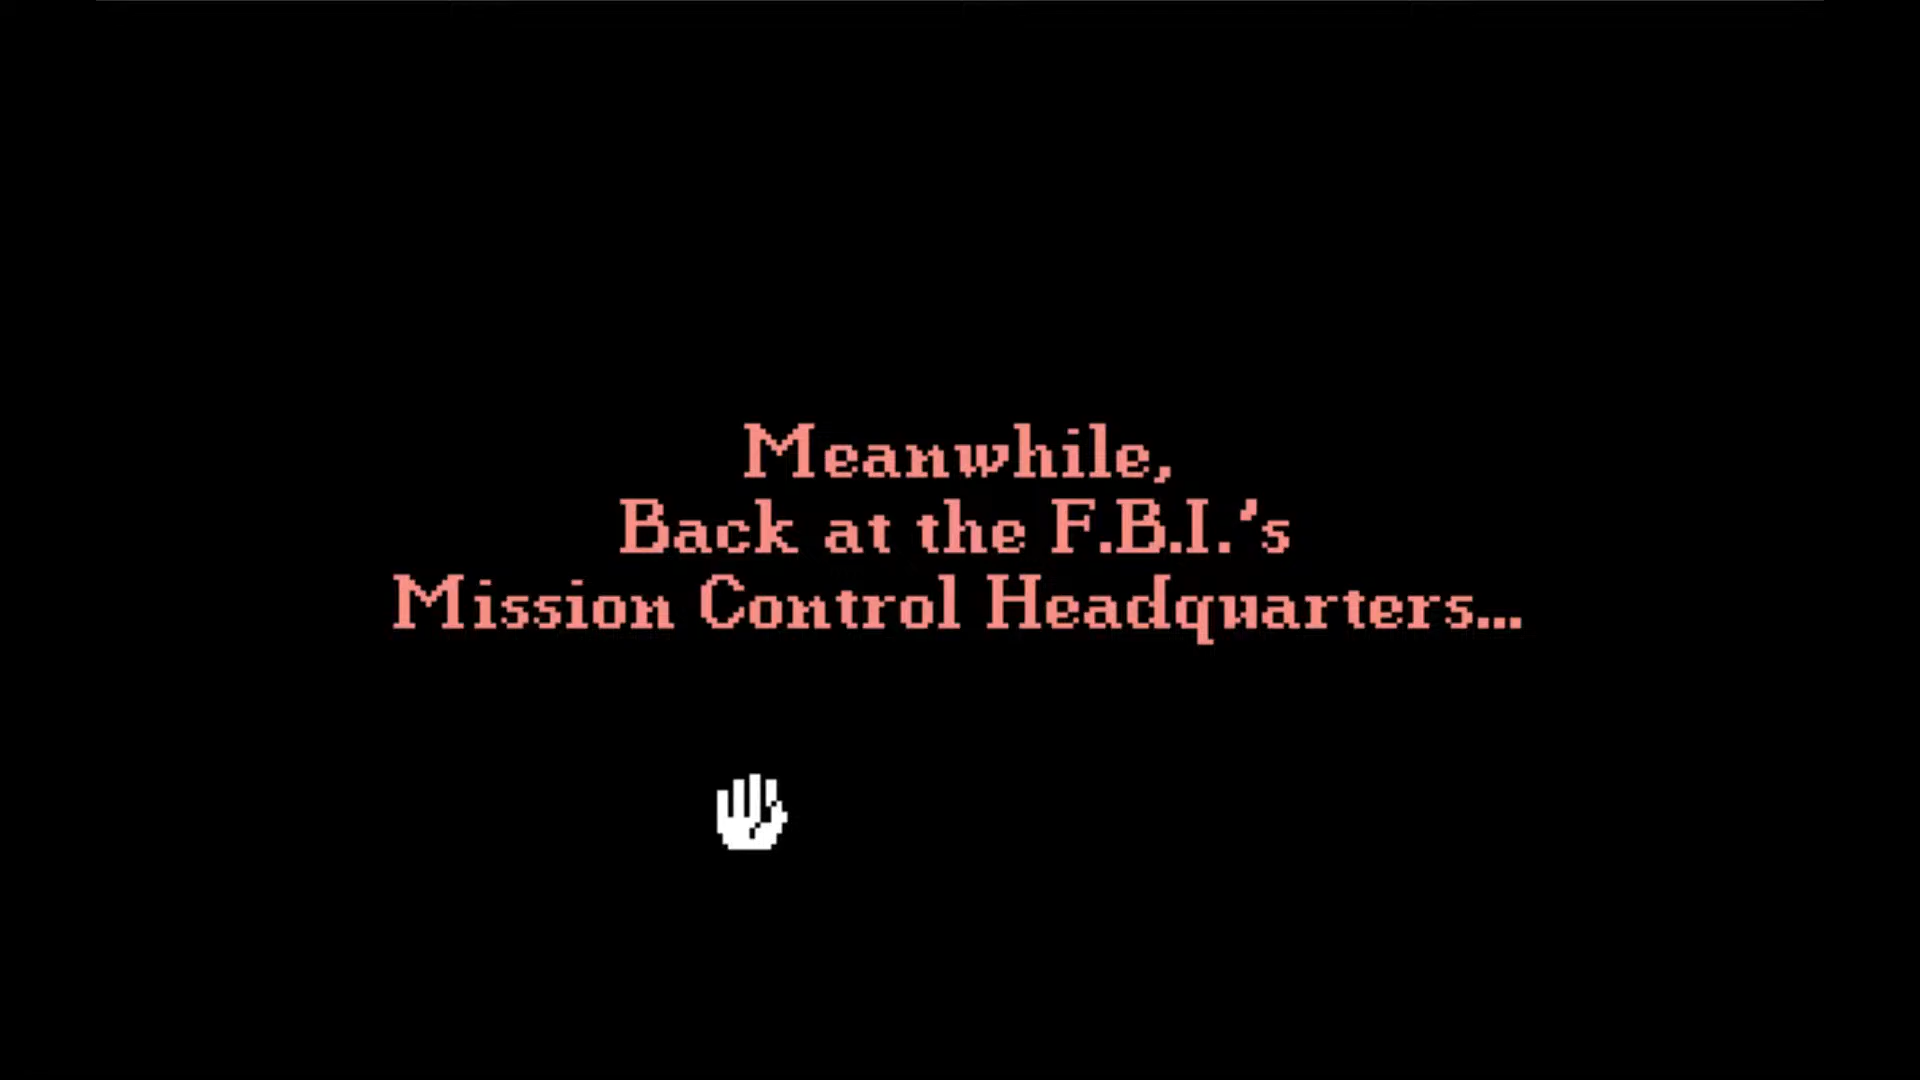 Meanwhile,
Back at the F.B.I.'s
Mission Control Headquarters...